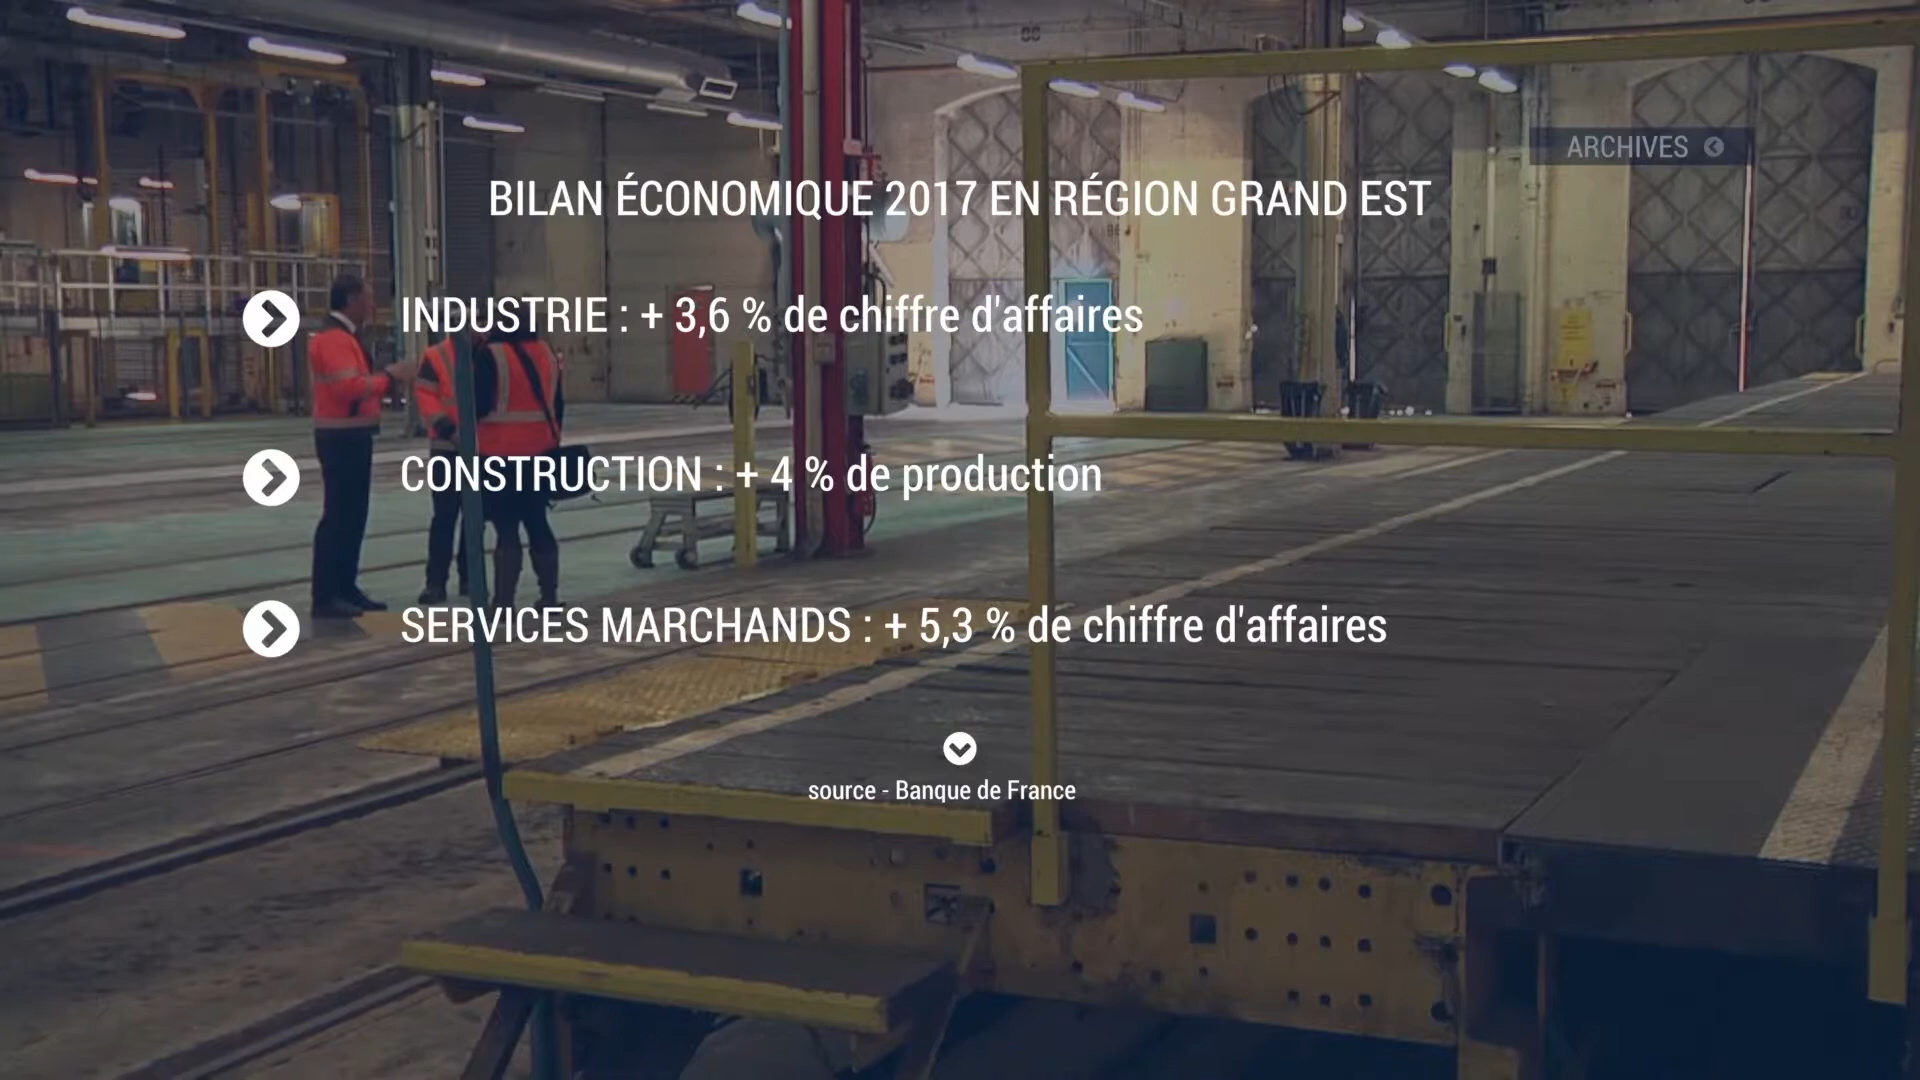 ARCHIVES
BILAN ÉCONOMIQUE 2017 EN RÉGION GRAND EST
INDUSTRIE : + 3,6 % de chiffre d'affaires
CONSTRUCTION : + 4 % de production
SERVICES MARCHANDS : + 5,3 % de chiffre d'affaires
source - Banque de France